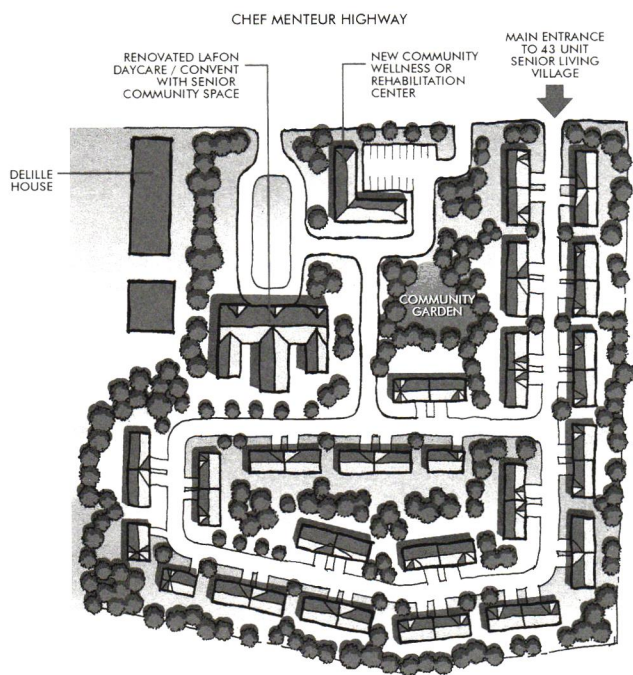 CHEF MENTEUR HIGHWAY
RENOVATED LAFON
DAYCARE / CONVENT
WITH SENIOR
COMMUNITY SPACE
NEW COMMUNITY
WELLNESS OR
REHABILITATION
CENTER
MAIN ENTRANCE
TO 43 UNIT
SENIOR LIVING
VILLAGE
DELILLE
HOUSE
COMMUNITY
GARDEN